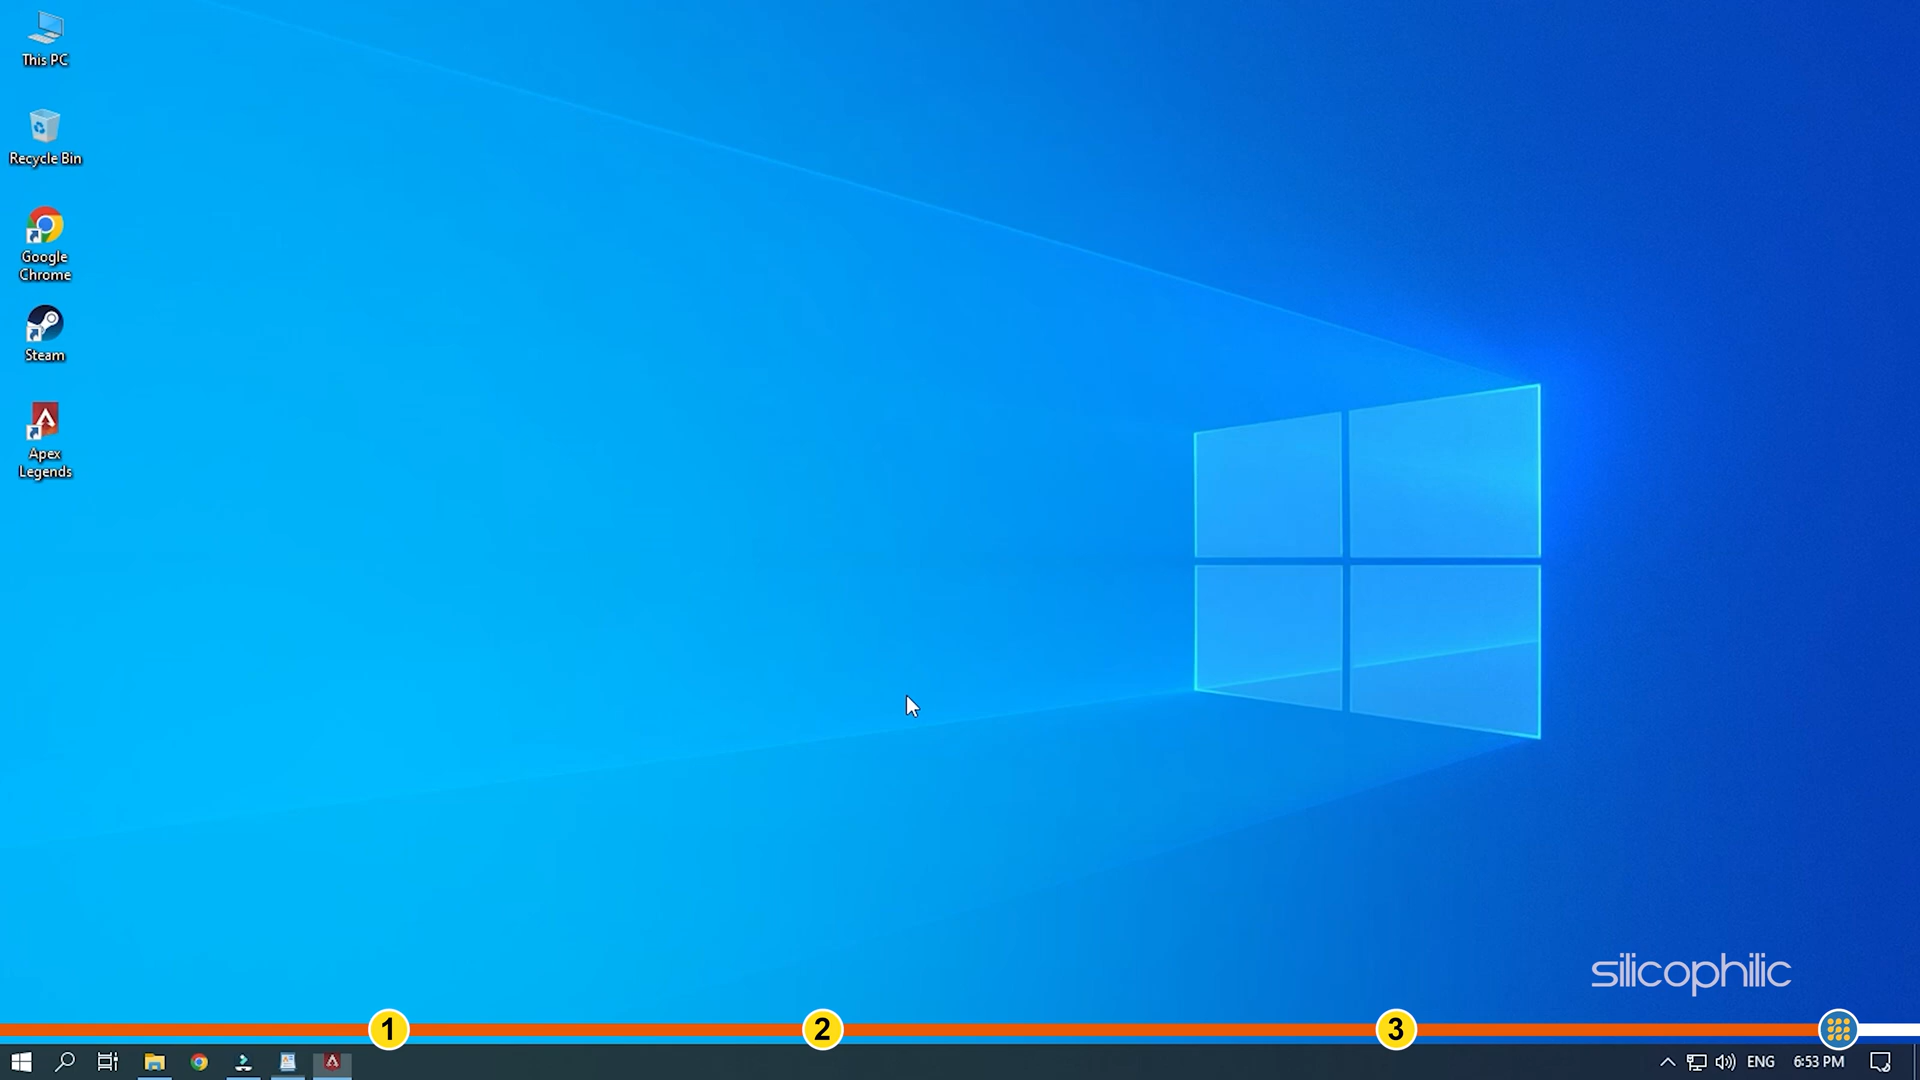 This PC
Recycle Bin
Google
Chrome
Steam
Apex
Legends
silicophilic
1
2
3
ENG
6:53 PM